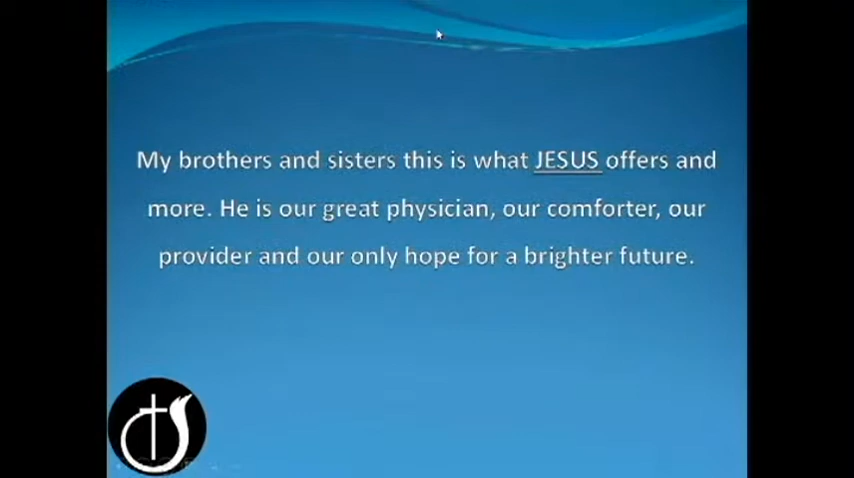 My brothers and sisters this is what JESUS offers and
more. He is our great physician, our comforter, our
provider and our only hope for a brighter future.